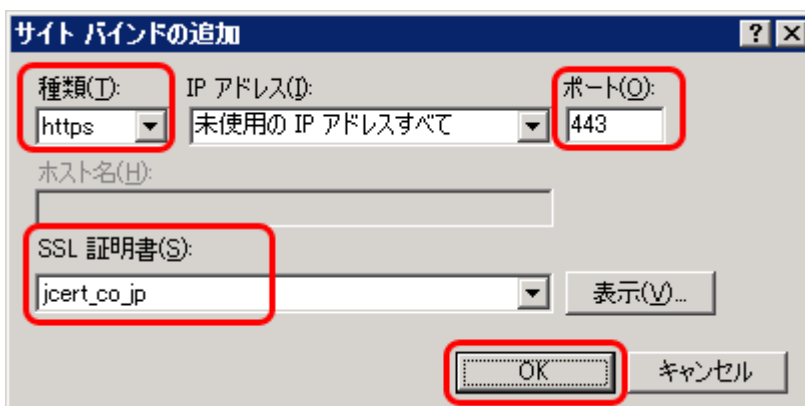 サイト バインドの追加
種類(T): IP アドレス(I): ポート(O):
https 未使用の IP アドレスすべて 443
ホスト名(H):
SSL 証明書(S):
jcert_co_jp 表示(V)...
OK キャンセル